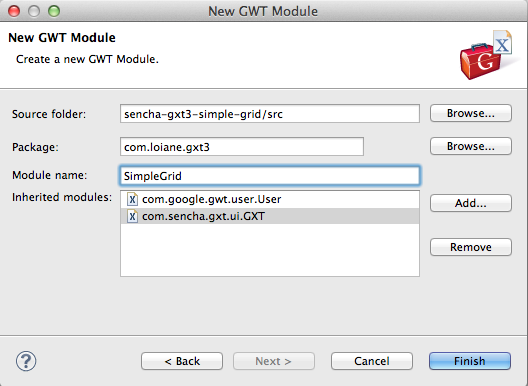 New GWT Module
New GWT Module
Create a new GWT Module.
G X
Source folder: sencha-gxt3-simple-grid/src Browse...
Package: com.loiane.gxt3 Browse...
Module name: SimpleGrid
Inherited modules: X com.google.gwt.user.User Add...
X com.sencha.gxt.ui.GXT
Remove
? < Back Next > Cancel Finish